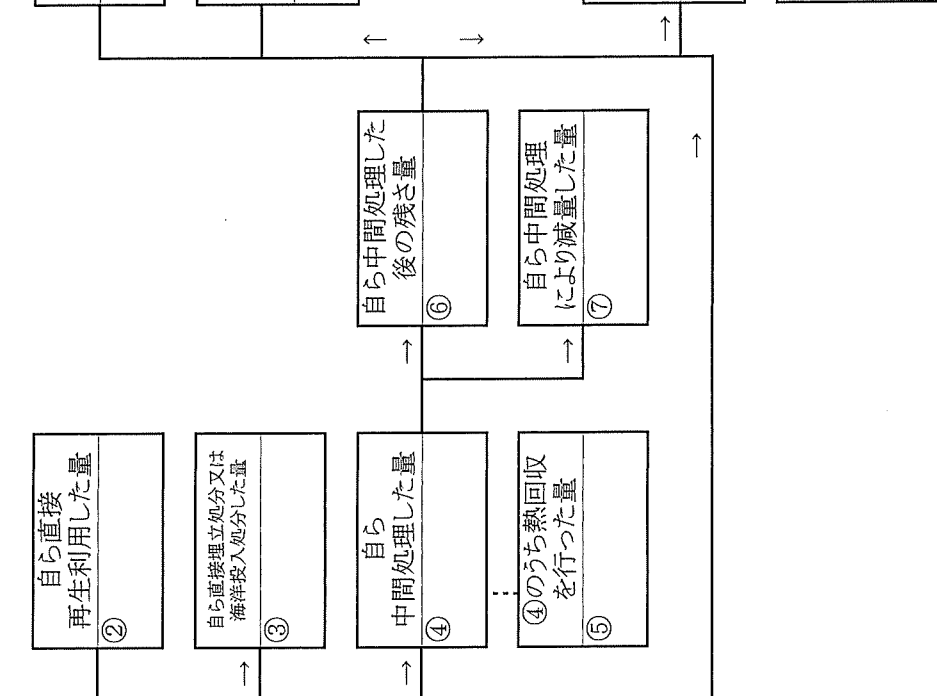 自ら直接
再生利用した量
②
自ら直接埋立処分又は
海洋投入処分した量
③
→
自ら
中間処理した量
④
→
④のうち熱回収
を行った量
⑤
自ら中間処理した
後の残さ量
⑥
→
自ら中間処理
により減量した量
⑦
→
←
→
→
→